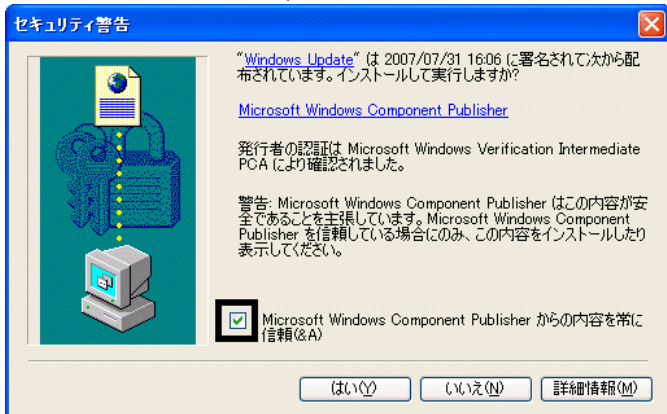 セキュリティ警告
"Windows Update" は 2007/07/31 16:06 に署名されて次から配
布されています。インストールして実行しますか?
Microsoft Windows Component Publisher
発行者の認証は Microsoft Windows Verification Intermediate
PCA により確認されました。
警告: Microsoft Windows Component Publisher はこの内容が安
全であることを主張しています。Microsoft Windows Component
Publisher を信頼している場合にのみ、この内容をインストールしたり
表示してください。
Microsoft Windows Component Publisher からの内容を常に
信頼(&A)
はい(Y) いいえ(N) 詳細情報(M)